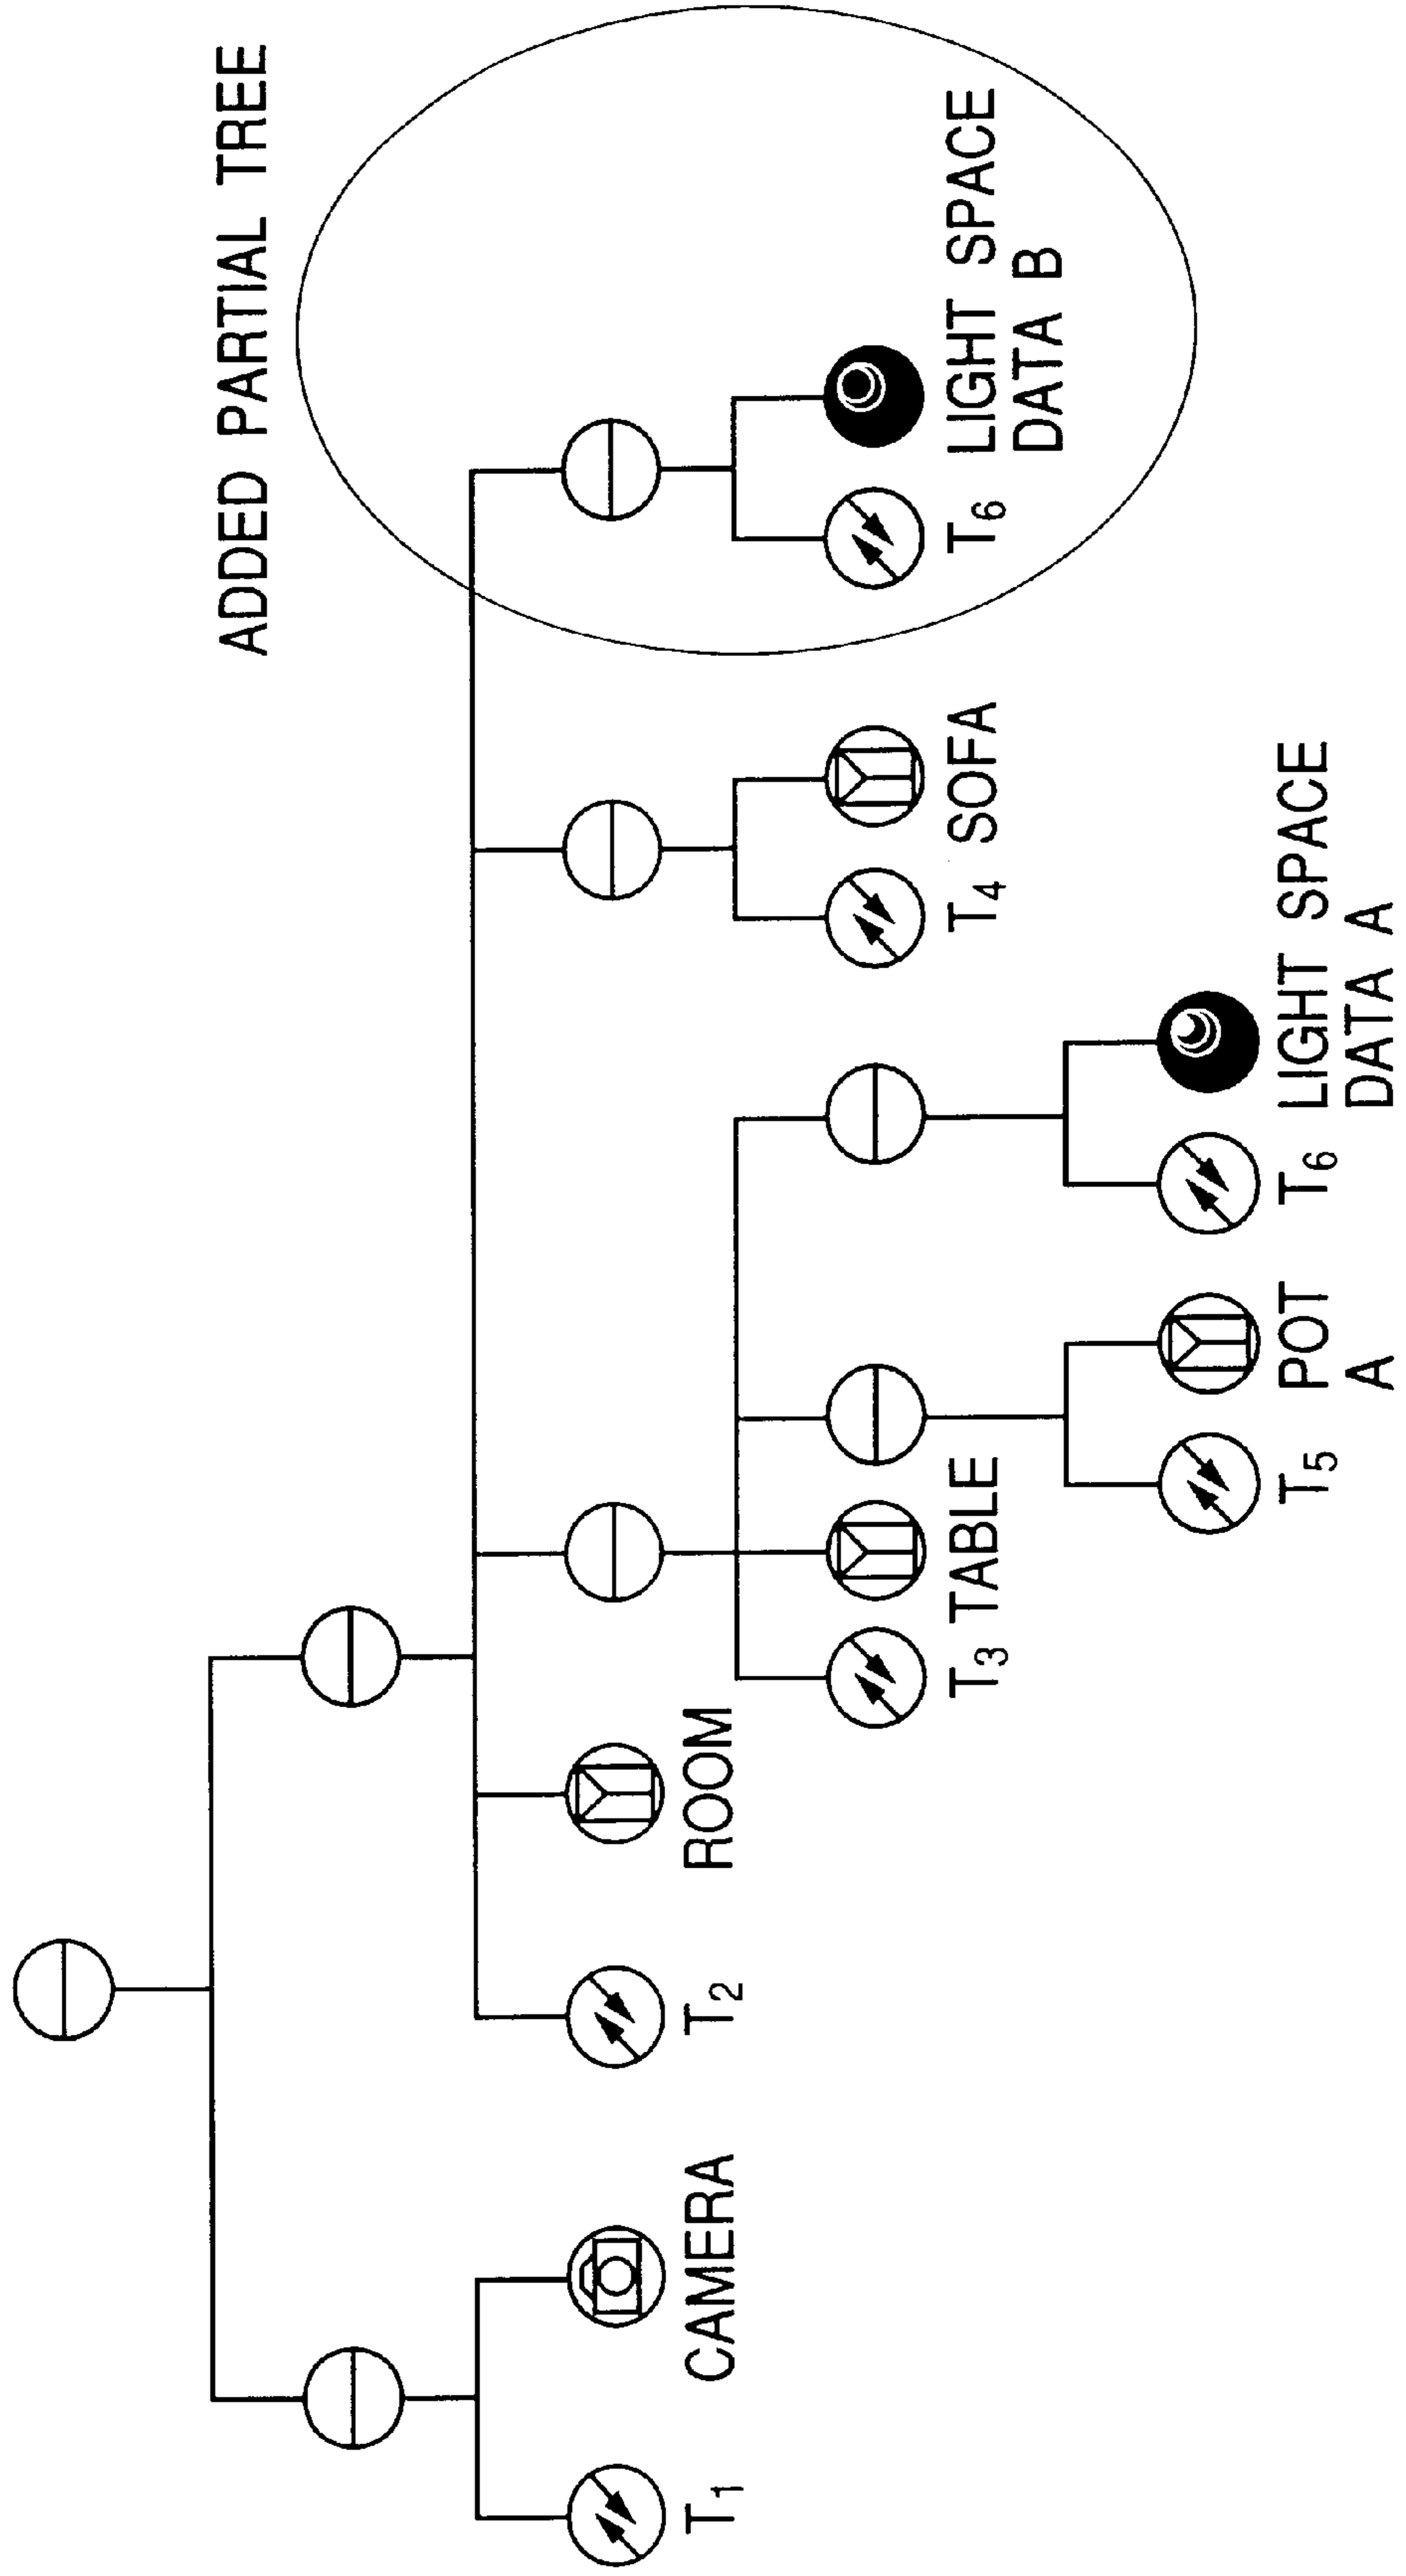 ADDED PARTIAL TREE
T1 CAMERA
T2 ROOM
T3 TABLE
T4 SOFA
T6 LIGHT SPACE
DATA B
T5 POT
A
T6 LIGHT SPACE
DATA A